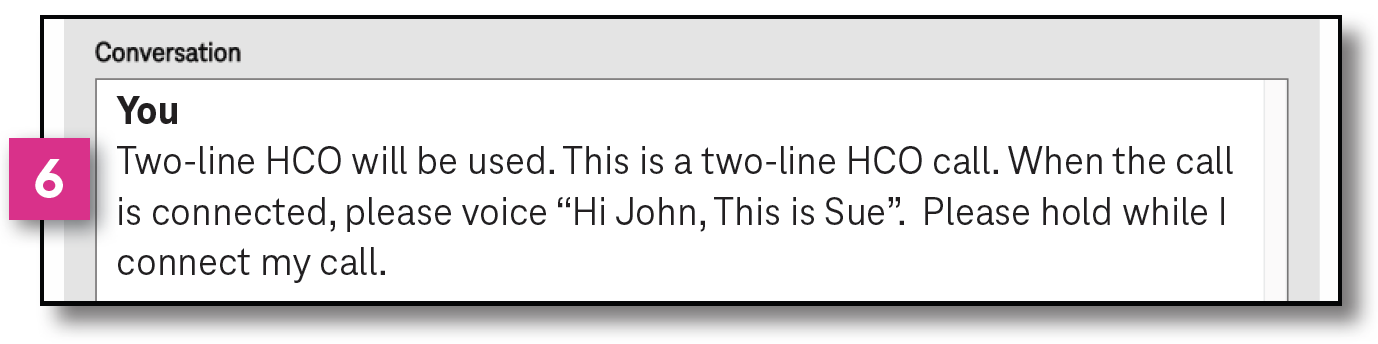 Conversation
You
6
Two-line HCO will be used. This is a two-line HCO call. When the call
is connected, please voice “Hi John, This is Sue”.  Please hold while I
connect my call.